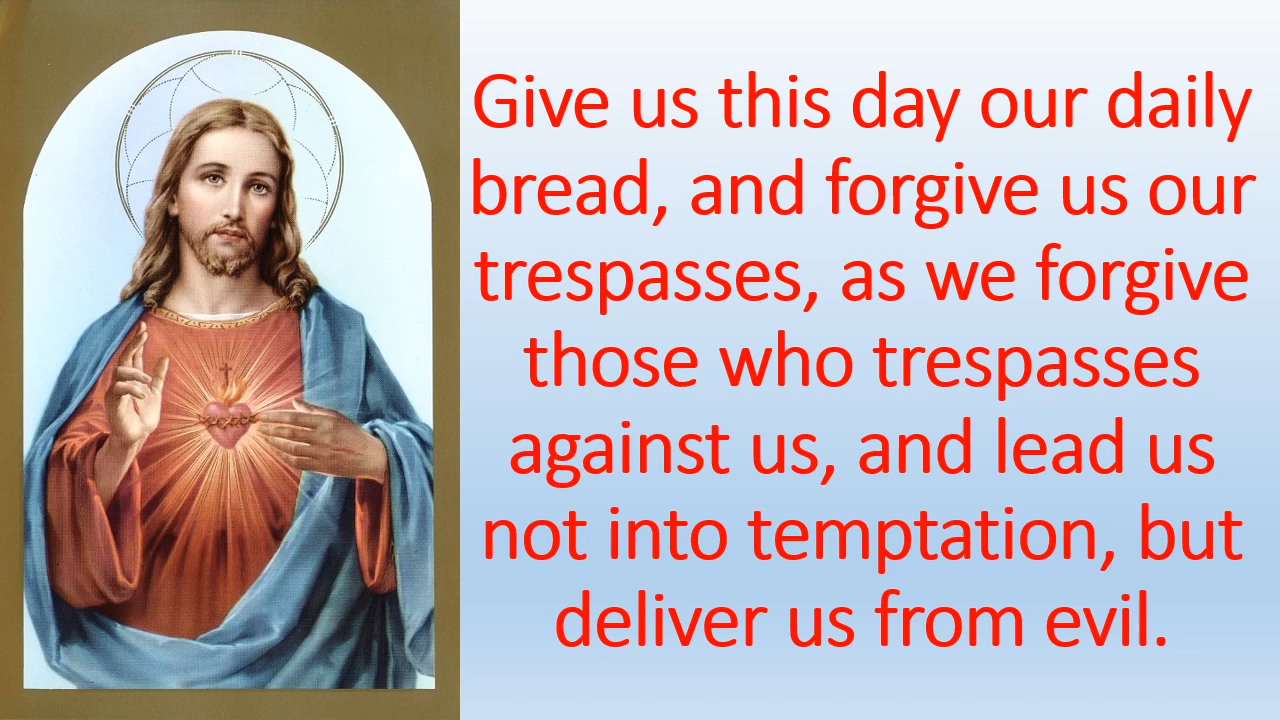 Give us this day our daily
bread, and forgive us our
trespasses, as we forgive
those who trespasses
against us, and lead us
not into temptation, but
deliver us from evil.